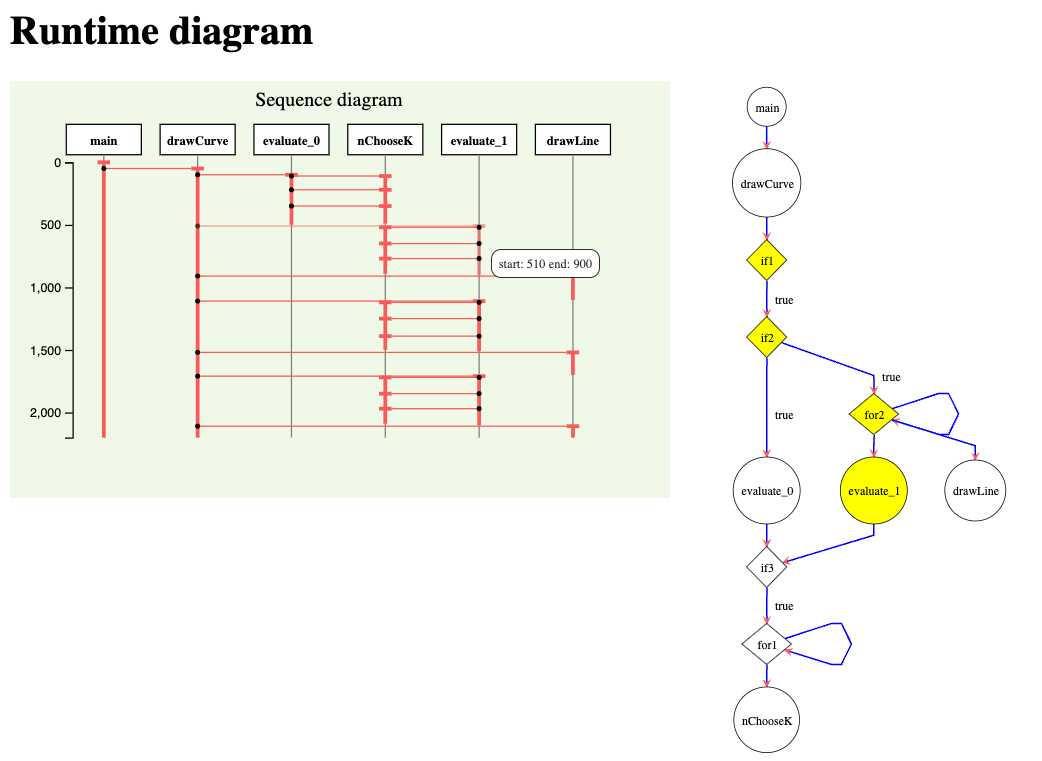 Runtime diagram
Sequence diagram
main drawCurve evaluate_0 nChooseK evaluate_1 drawLine
0
500
1,000
1,500
2,000
start: 510 end: 900
main
drawCurve
if1
true
if2
true
true
for2
evaluate_0 evaluate_1 drawLine
if3
true
for1
nChooseK